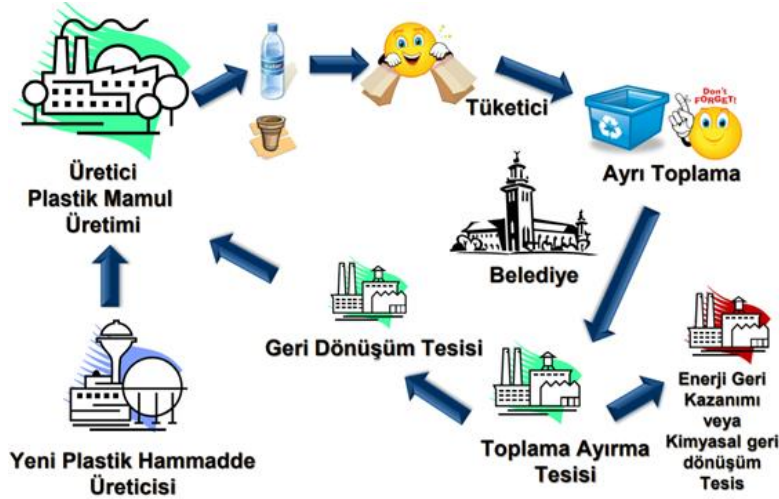 Tüketici
Don't
FORGET!
Üretici
Plastik Mamul
Üretimi
Ayrı Toplama
Belediye
Geri Dönüşüm Tesisi
Enerji Geri
Kazanımı
veya
Kimyasal geri
dönüşüm
Tesis
Toplama Ayırma
Tesisi
Yeni Plastik Hammadde
Üreticisi